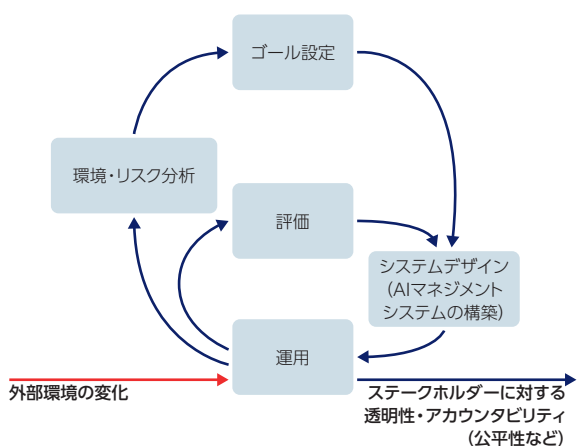 ゴール設定
環境・リスク分析
評価
システムデザイン
(AIマネジメント
システムの構築)
運用
外部環境の変化
ステークホルダーに対する
透明性・アカウンタビリティ
(公平性など)